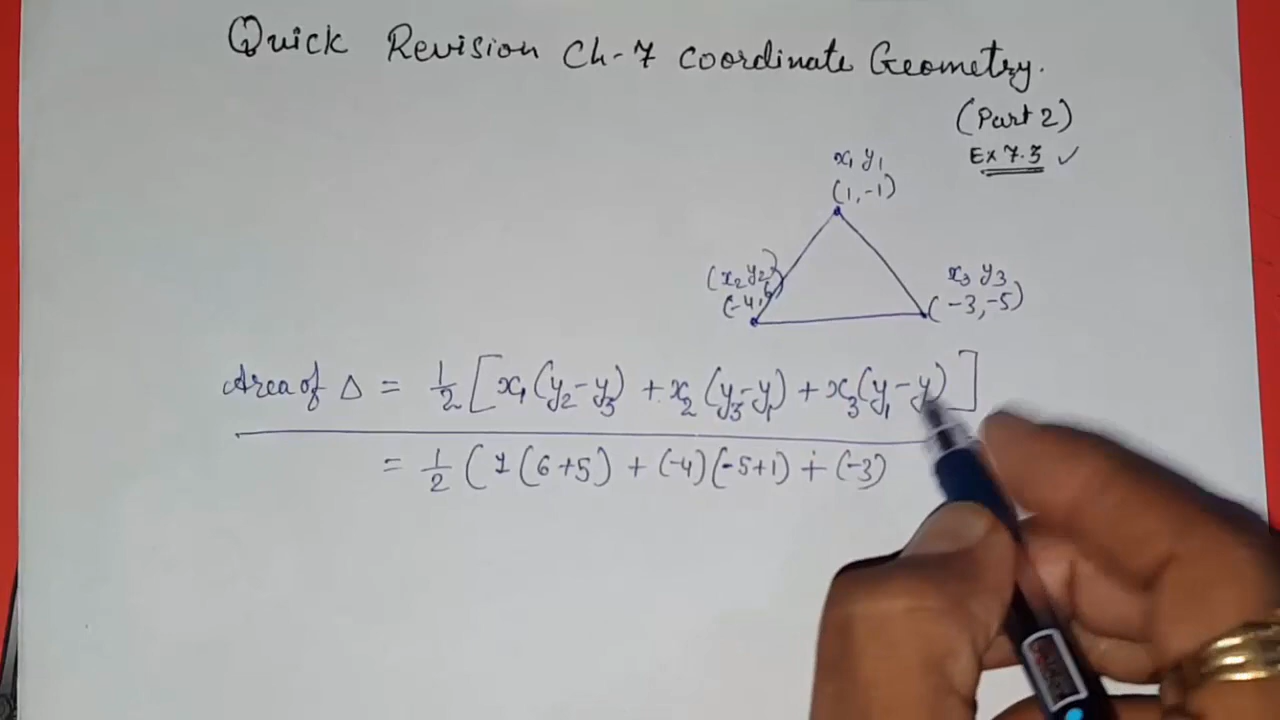 Quick Revision Ch-7 Coordinate Geometry.
(Part 2)
Ex 7.3 ✓
x₁ y₁
(1,-1)
(x₂ y₂)
(-4,6)
x₃ y₃
(-3,-5)
Area of Δ = 1/2 [x₁(y₂-y₃) + x₂(y₃-y₁) + x₃(y₁-y)]
= 1/2 (1(6+5) + (-4)(-5+1) + (-3)